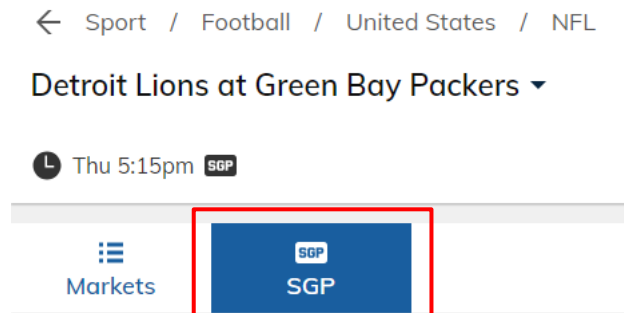 Sport / Football / United States / NFL
Detroit Lions at Green Bay Packers
Thu 5:15pm SGP
SGP
Markets SGP